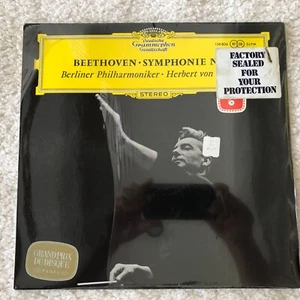 Deutsche
Grammophon
Gesellschaft
BEETHOVEN · SYMPHONIE N
Berliner Philharmoniker · Herbert von
STEREO
FACTORY
SEALED
FOR
YOUR
PROTECTION
GRAND PRIX
DU DISQUE